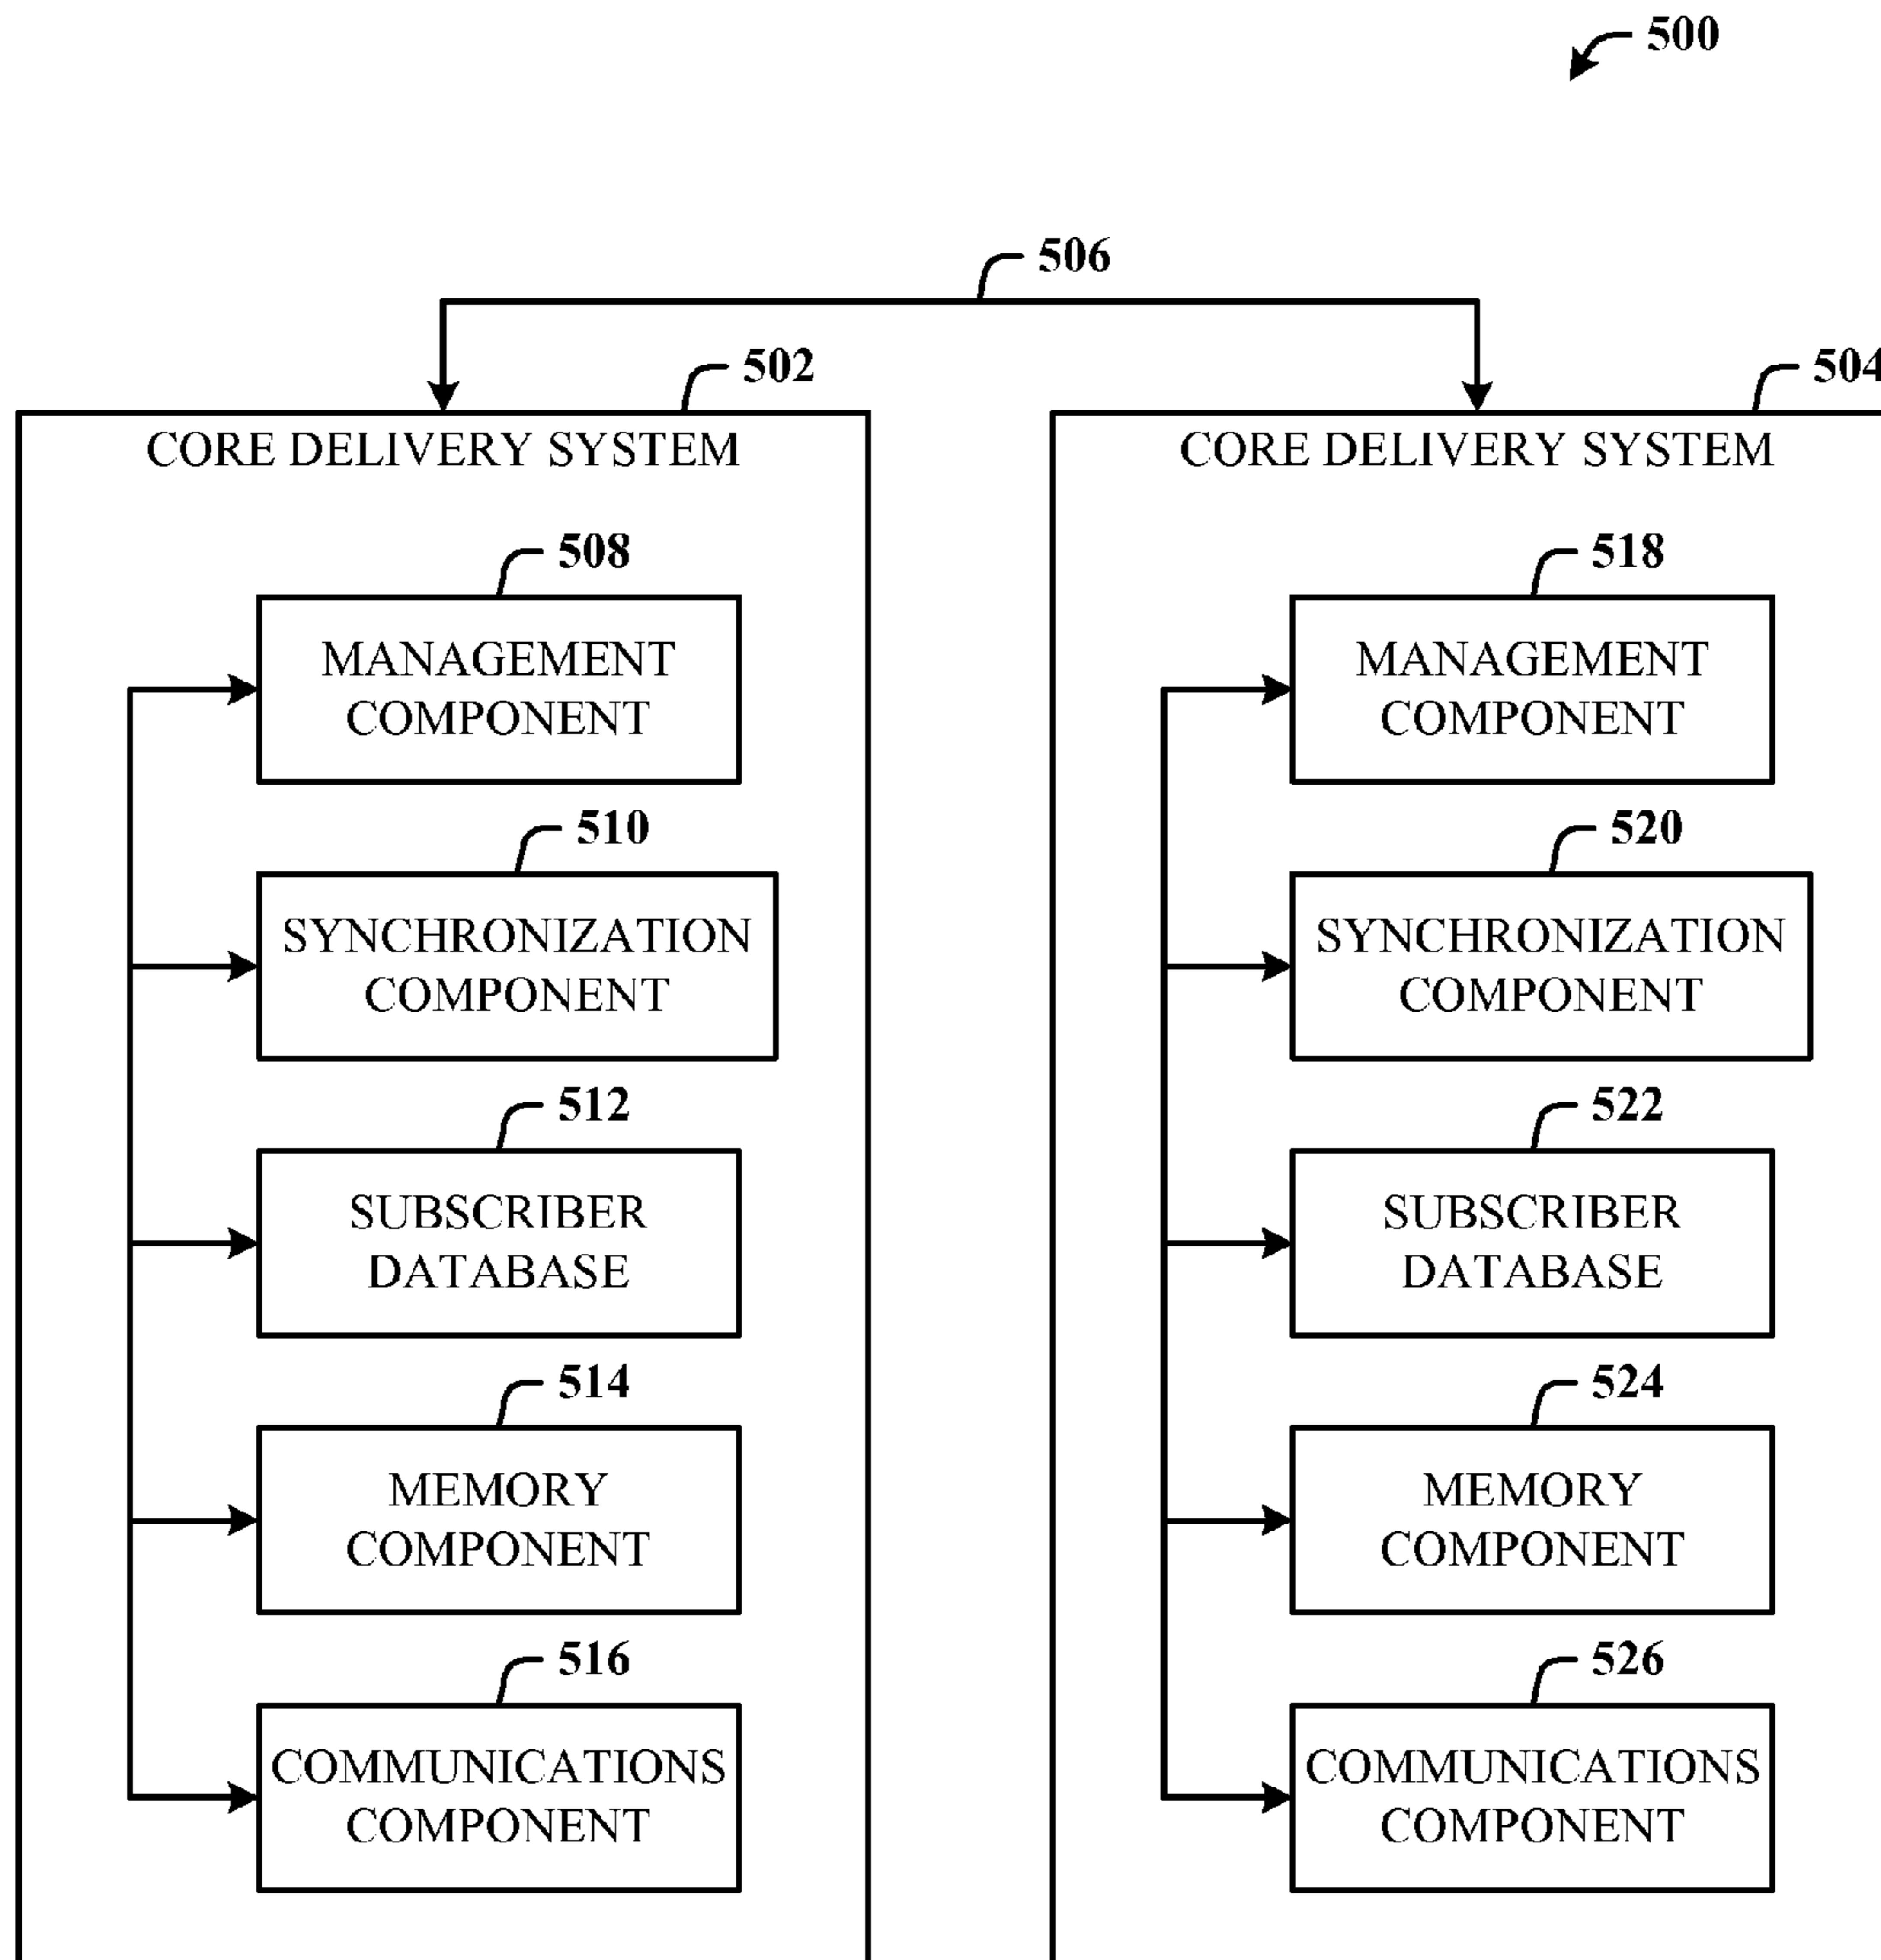 500
506
502
504
CORE DELIVERY SYSTEM
CORE DELIVERY SYSTEM
508
MANAGEMENT
COMPONENT
510
SYNCHRONIZATION
COMPONENT
512
SUBSCRIBER
DATABASE
514
MEMORY
COMPONENT
516
COMMUNICATIONS
COMPONENT
518
MANAGEMENT
COMPONENT
520
SYNCHRONIZATION
COMPONENT
522
SUBSCRIBER
DATABASE
524
MEMORY
COMPONENT
526
COMMUNICATIONS
COMPONENT